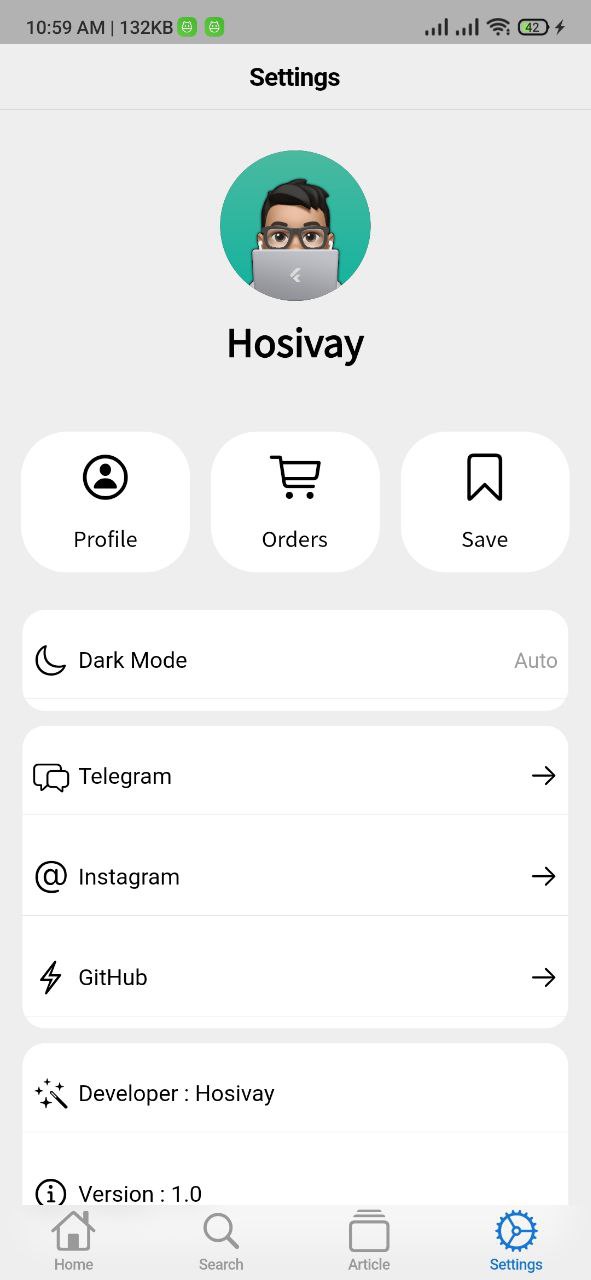 10:59 AM | 132KB
42
Settings
Hosivay
Profile
Orders
Save
Dark Mode
Auto
Telegram
Instagram
GitHub
Developer : Hosivay
Version : 1.0
Home
Search
Article
Settings